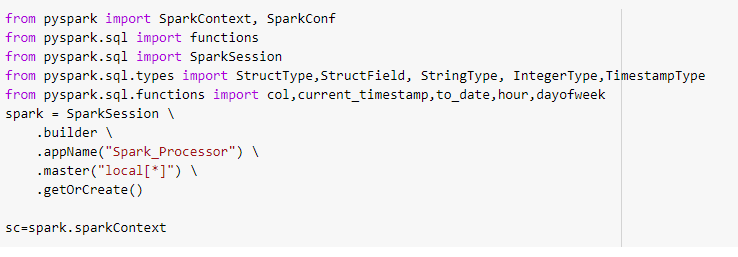 from pyspark import SparkContext, SparkConf
from pyspark.sql import functions
from pyspark.sql import SparkSession
from pyspark.sql.types import StructType,StructField, StringType, IntegerType,TimestampType
from pyspark.sql.functions import col,current_timestamp,to_date,hour,dayofweek
spark = SparkSession \
    .builder \
    .appName("Spark_Processor") \
    .master("local[*]") \
    .getOrCreate()

sc=spark.sparkContext